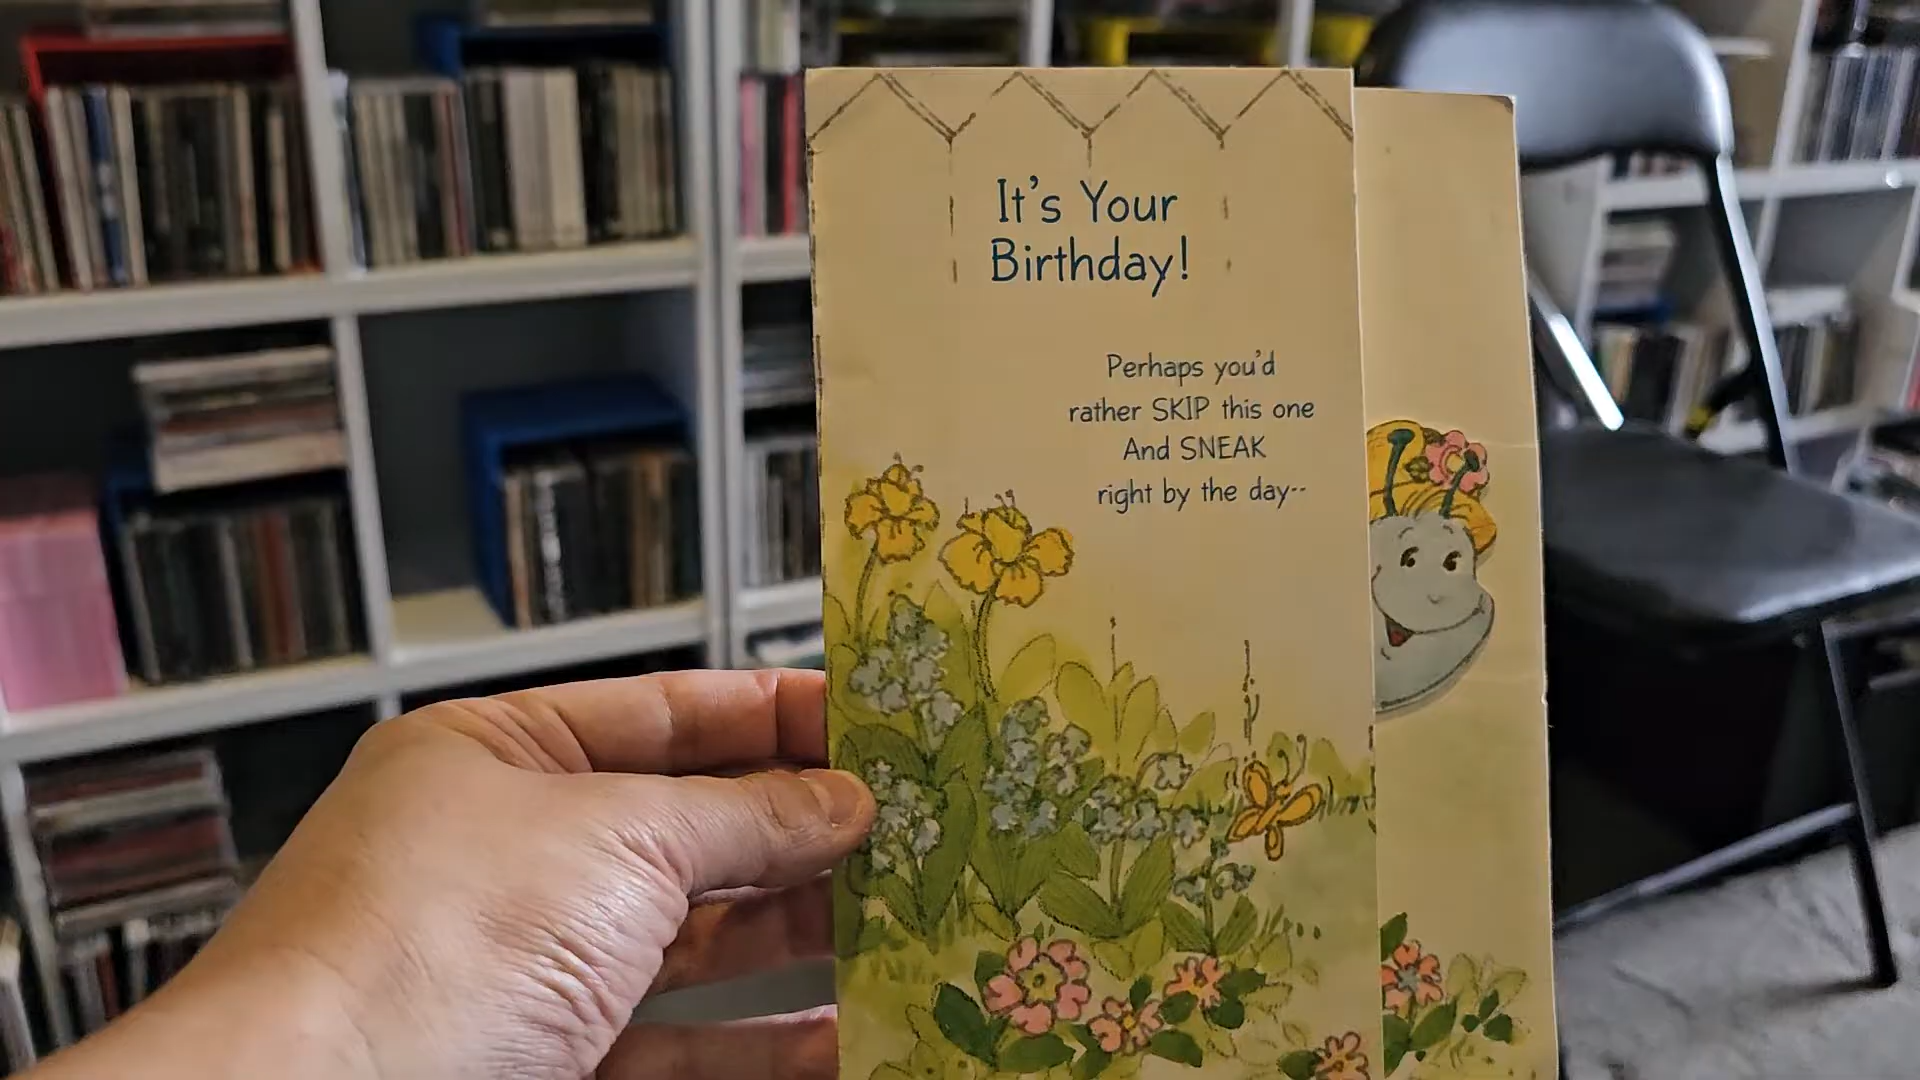 It's Your
Birthday!
Perhaps you'd
rather SKIP this one
And SNEAK
right by the day--